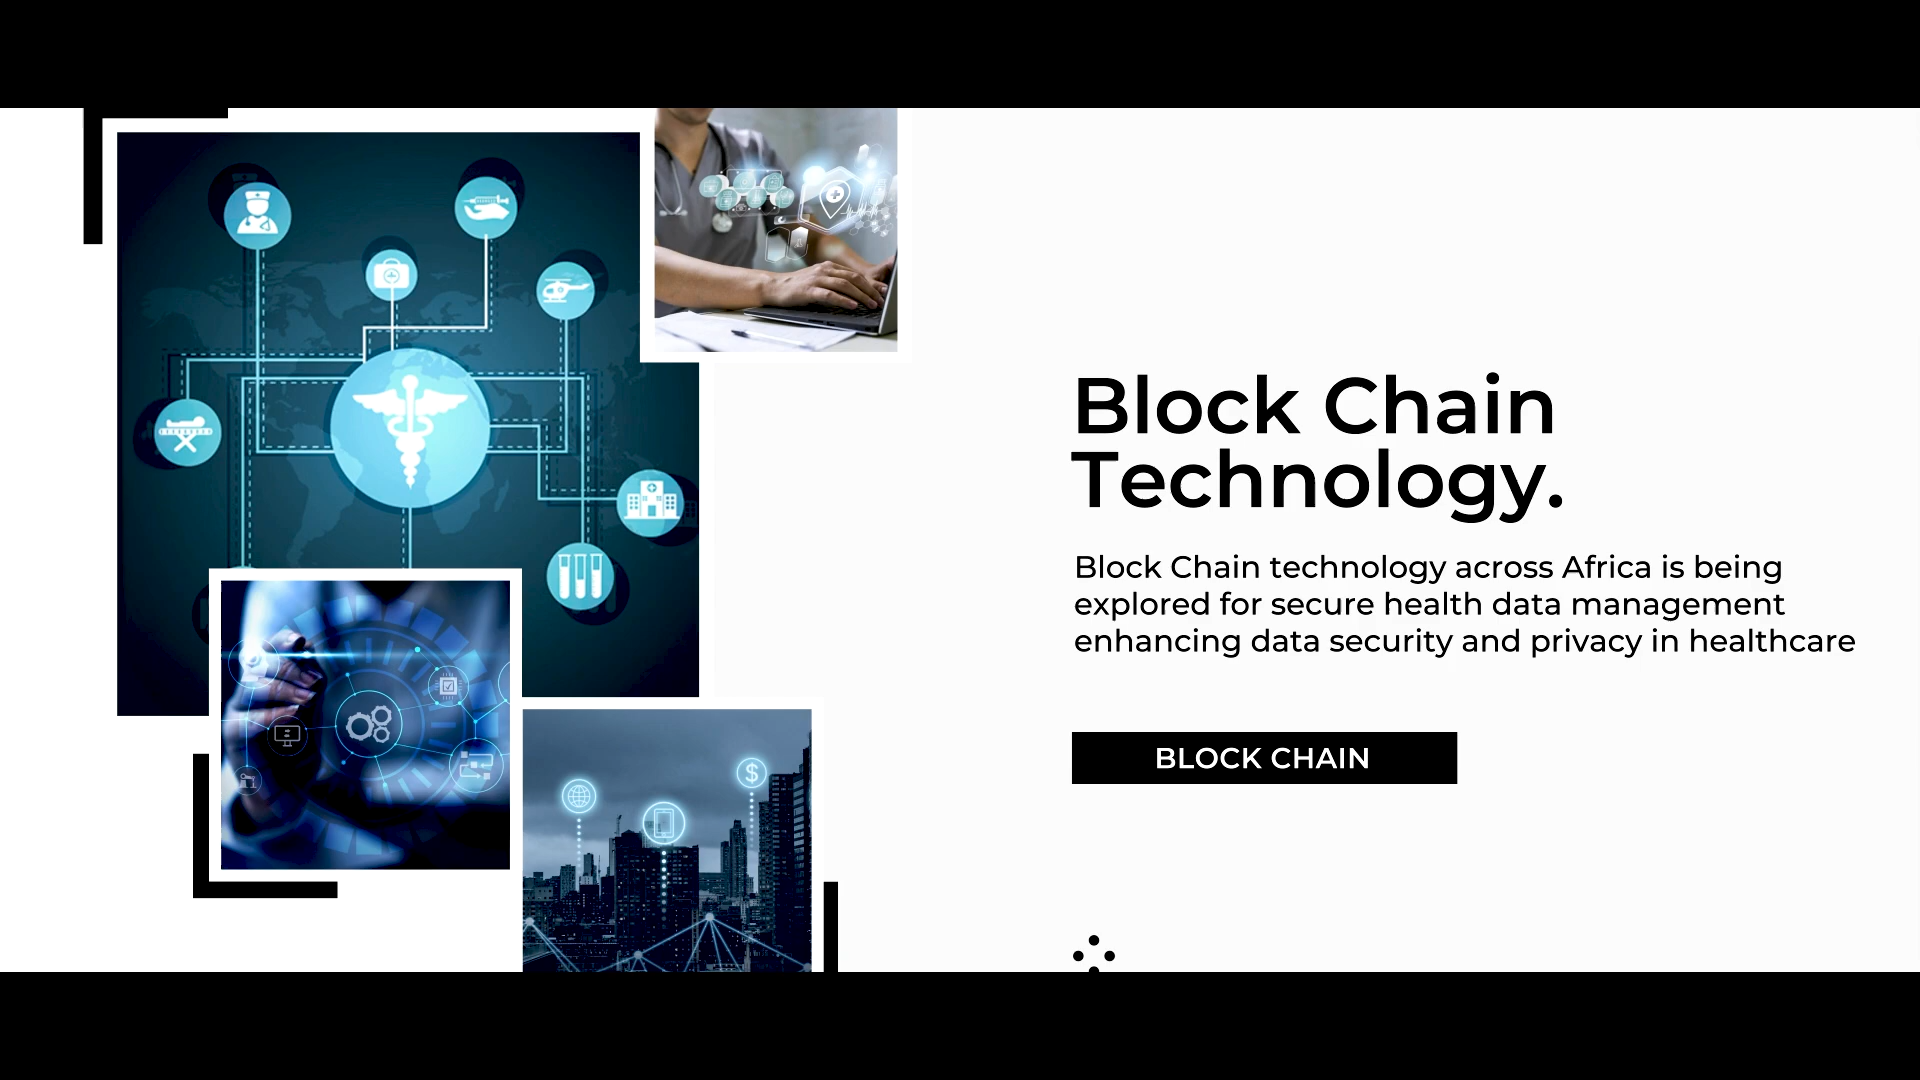 Block Chain
Technology.
Block Chain technology across Africa is being
explored for secure health data management
enhancing data security and privacy in healthcare
BLOCK CHAIN
$